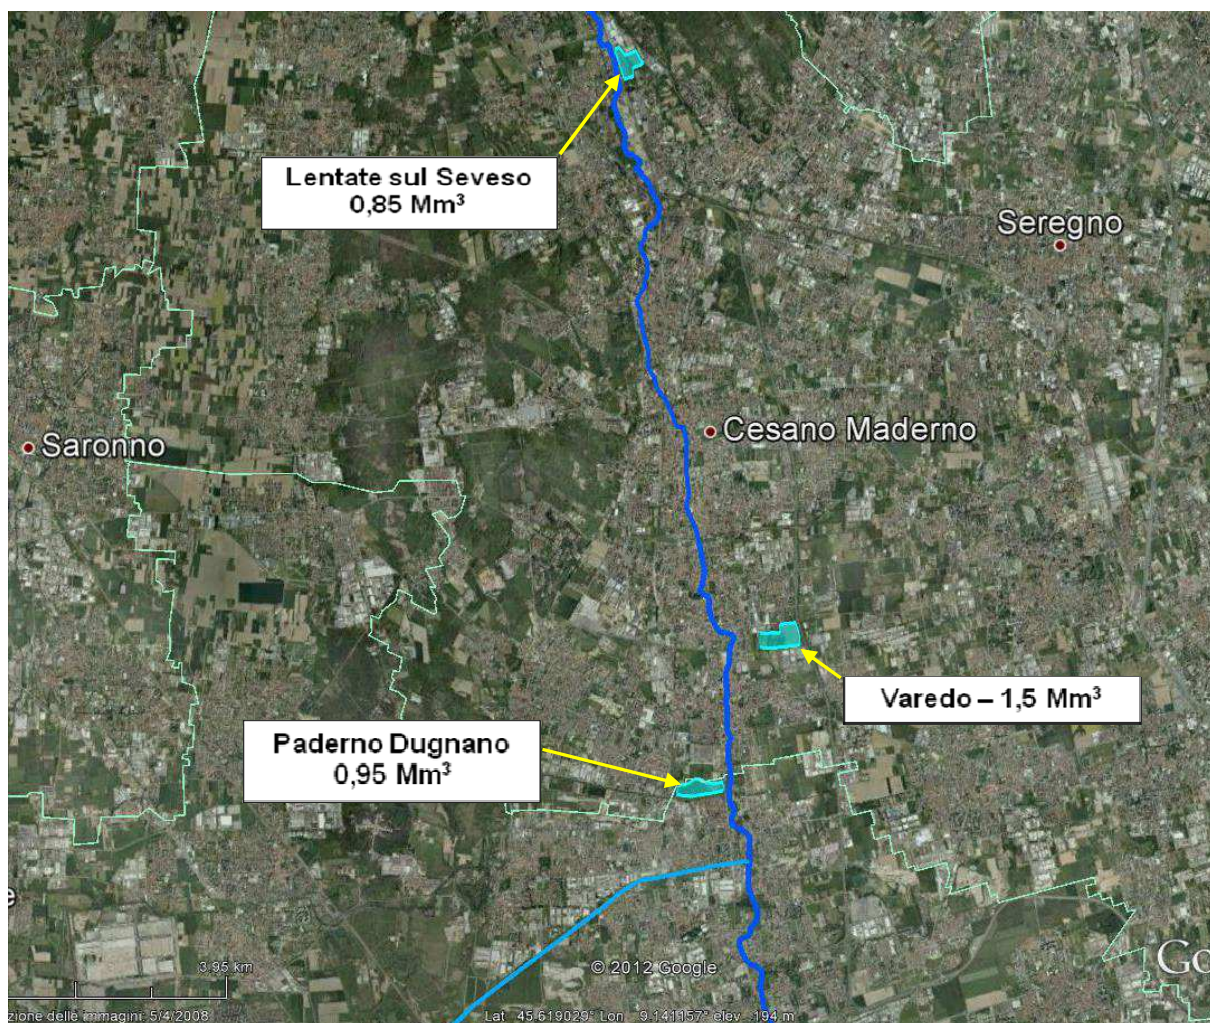 Lentate sul Seveso
0,85 Mm³
Seregno
Cesano Maderno
Saronno
Varedo – 1,5 Mm³
Paderno Dugnano
0,95 Mm³
e
3,95 km
© 2012 Google
Go
zione delle immagini: 5/4/2008
Lat 45.619029° Lon 9.141157° elev 194 m